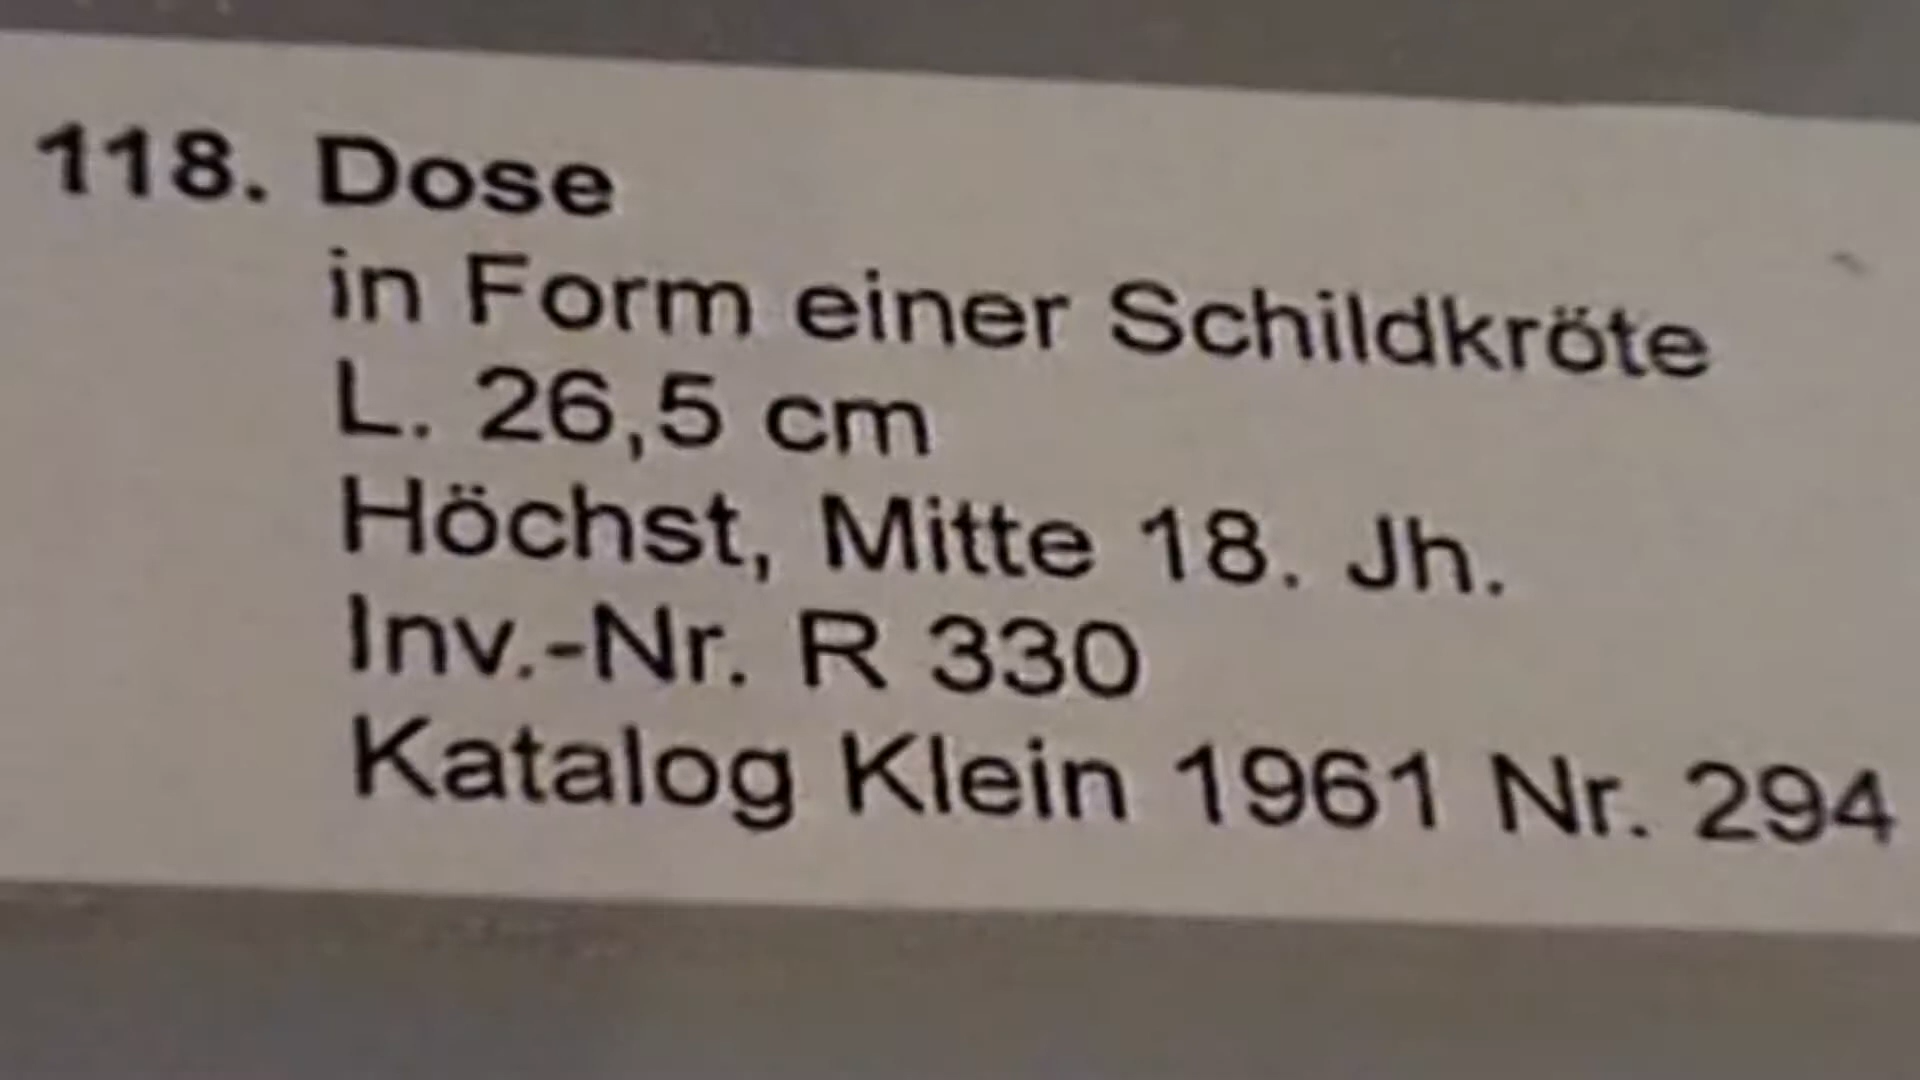 118. Dose
in Form einer Schildkröte
L. 26,5 cm
Höchst, Mitte 18. Jh.
Inv.-Nr. R 330
Katalog Klein 1961 Nr. 294